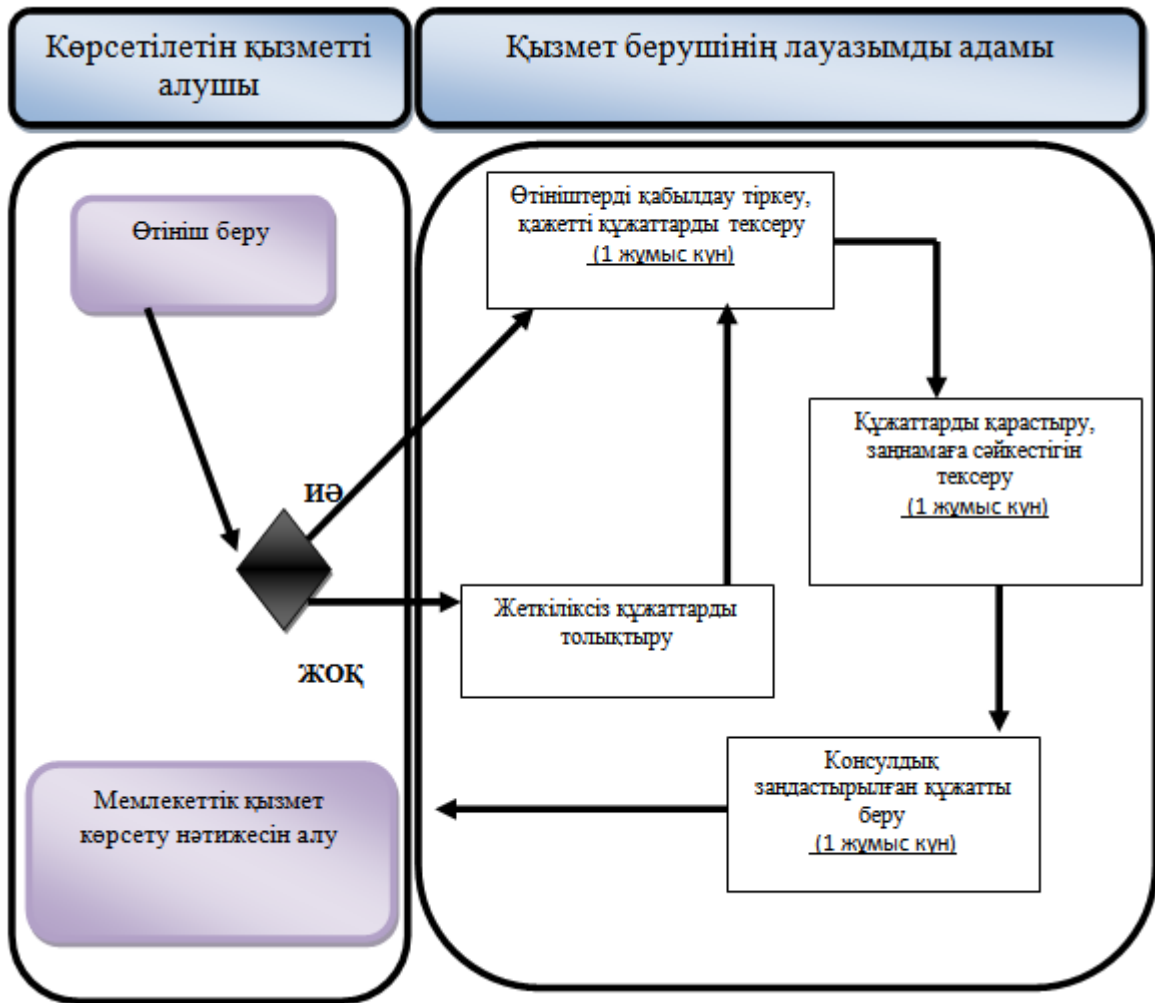 Көрсетілетін қызметті
алушы
Қызмет берушінің лауазымды адамы
Өтініш беру
Өтініштерді қабылдау тіркеу,
қажетті құжаттарды тексеру
(1 жұмыс күн)
Құжаттарды қарастыру,
заңнамаға сәйкестігін
тексеру
(1 жұмыс күн)
ИӘ
Жеткіліксіз құжаттарды
толықтыру
ЖОҚ
Консулдық
заңдастырылған құжатты
беру
(1 жұмыс күн)
Мемлекеттік қызмет
көрсету нәтижесін алу